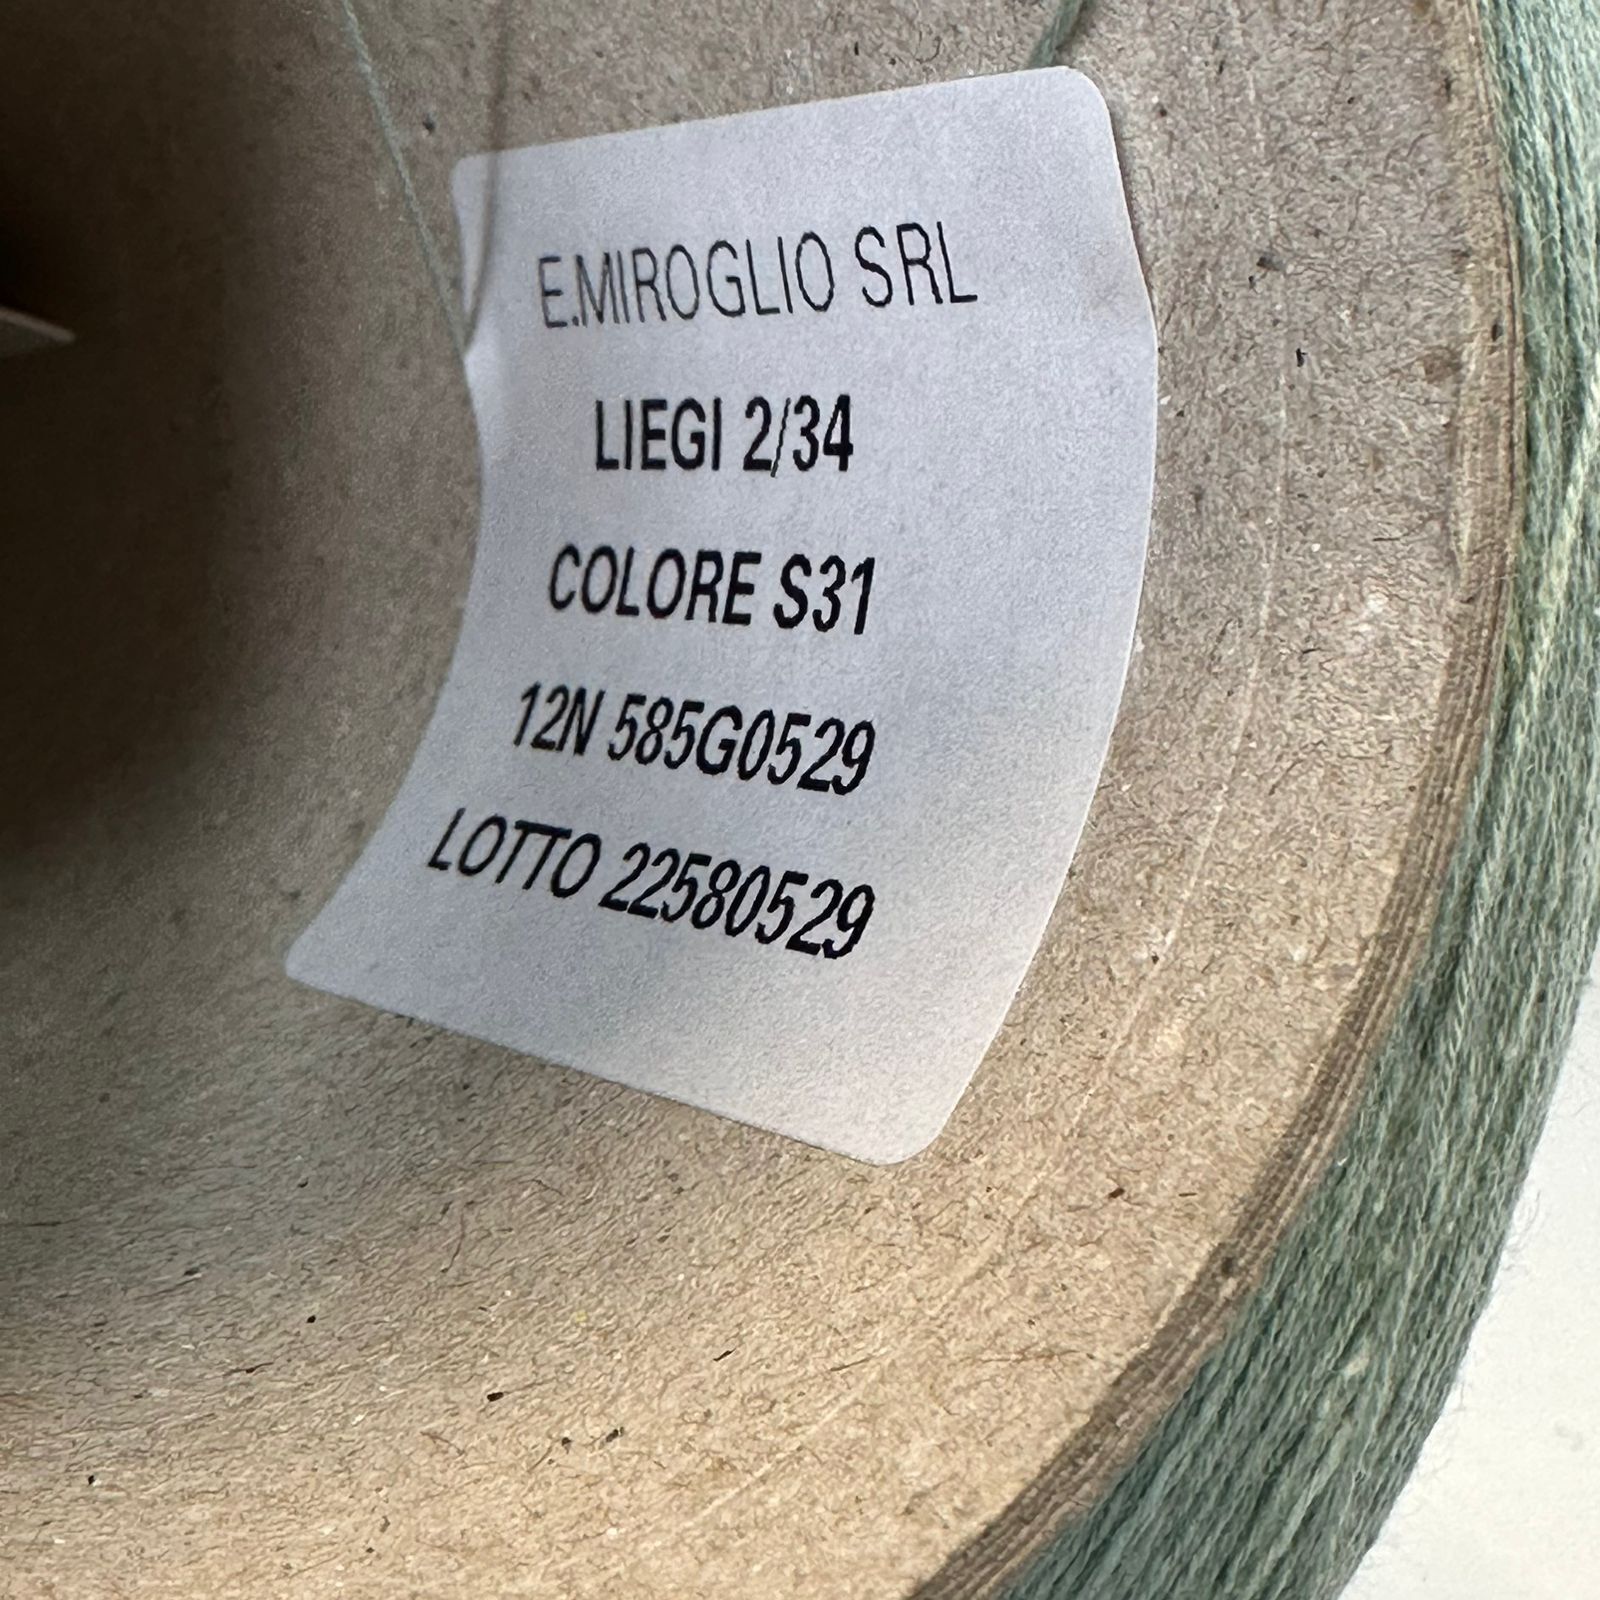 E.MIROGLIO SRL
LIEGI 2/34
COLORE S31
12N 585G0529
LOTTO 22580529